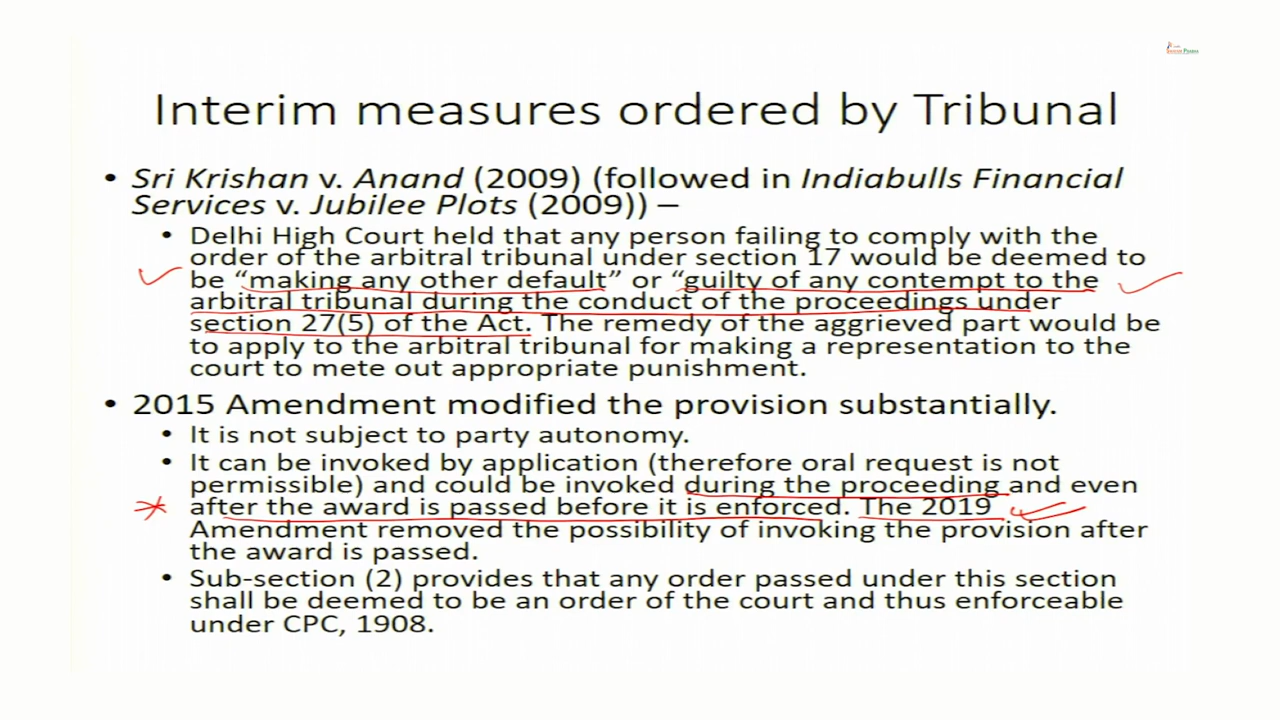 Interim measures ordered by Tribunal
• Sri Krishan v. Anand (2009) (followed in Indiabulls Financial
Services v. Jubilee Plots (2009)) –
• Delhi High Court held that any person failing to comply with the
order of the arbitral tribunal under section 17 would be deemed to
be “making any other default” or “guilty of any contempt to the
arbitral tribunal during the conduct of the proceedings under
section 27(5) of the Act. The remedy of the aggrieved part would be
to apply to the arbitral tribunal for making a representation to the
court to mete out appropriate punishment.
• 2015 Amendment modified the provision substantially.
• It is not subject to party autonomy.
• It can be invoked by application (therefore oral request is not
permissible) and could be invoked during the proceeding and even
after the award is passed before it is enforced. The 2019
Amendment removed the possibility of invoking the provision after
the award is passed.
• Sub-section (2) provides that any order passed under this section
shall be deemed to be an order of the court and thus enforceable
under CPC, 1908.